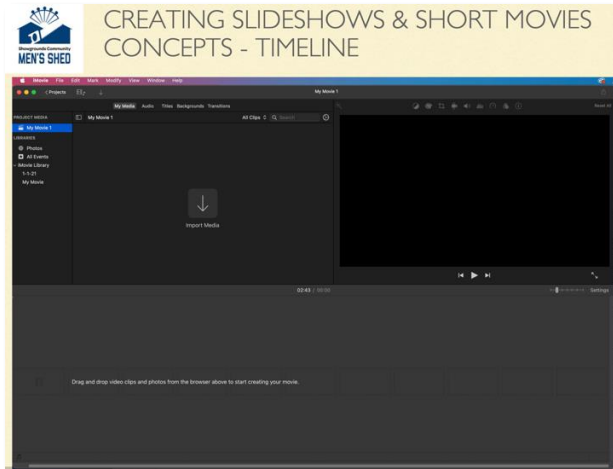 CREATING SLIDESHOWS & SHORT MOVIES
CONCEPTS - TIMELINE
Showgrounds Community
MEN'S SHED
iMovie File Edit Mark Modify View Window Help
Projects
My Movie 1
My Media Audio Titles Backgrounds Transitions
Reset All
PROJECT MEDIA
My Movie 1
All Clips
Search
My Movie 1
LIBRARIES
Photos
All Events
iMovie Library
1-1-21
My Movie
Import Media
02:43 / 00:00
Settings
Drag and drop video clips and photos from the browser above to start creating your movie.